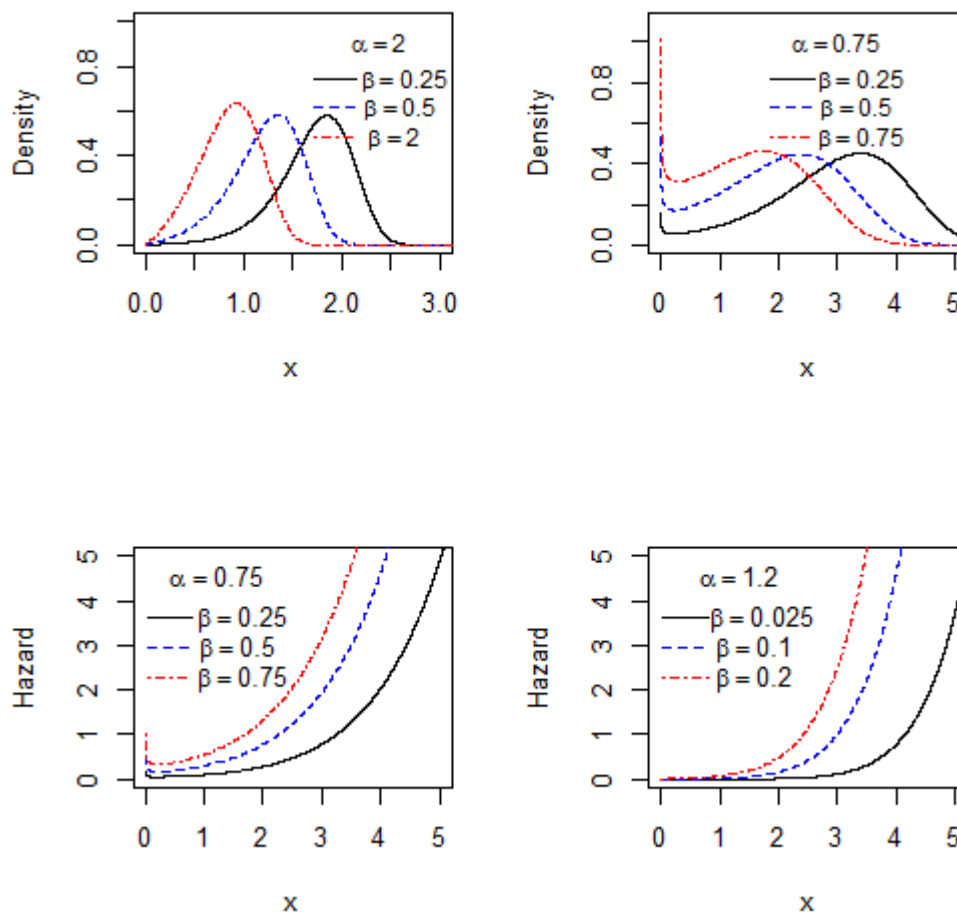 α = 2
β = 0.25
β = 0.5
β = 2
Density
0.0 0.4 0.8
0.0 1.0 2.0 3.0
x
α = 0.75
β = 0.25
β = 0.5
β = 0.75
Density
0.0 0.4 0.8
0 1 2 3 4 5
x
α = 0.75
β = 0.25
β = 0.5
β = 0.75
Hazard
0 1 2 3 4 5
0 1 2 3 4 5
x
α = 1.2
β = 0.025
β = 0.1
β = 0.2
Hazard
0 1 2 3 4 5
0 1 2 3 4 5
x